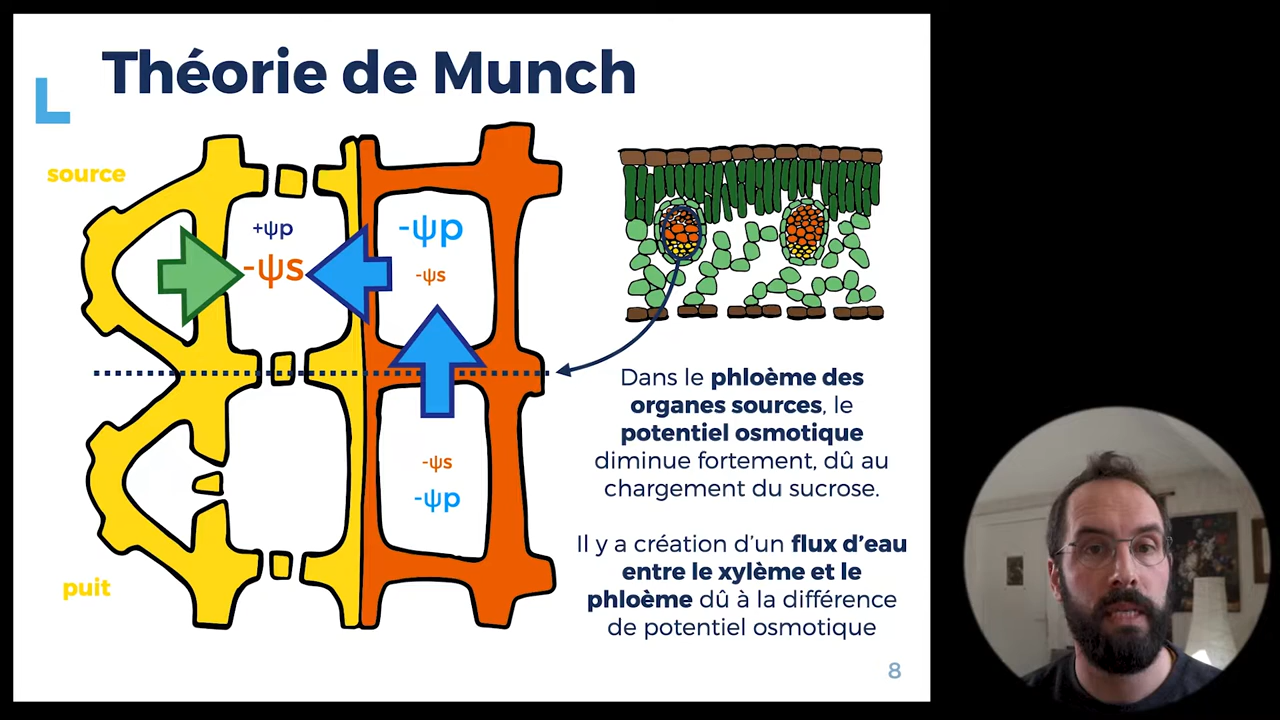 Théorie de Munch
source
+ψp
-ψs
-ψp
-ψs
-ψs
-ψp
puit
Dans le phloème des
organes sources, le
potentiel osmotique
diminue fortement, dû au
chargement du sucrose.
Il y a création d'un flux d'eau
entre le xylème et le
phloème dû à la différence
de potentiel osmotique
8